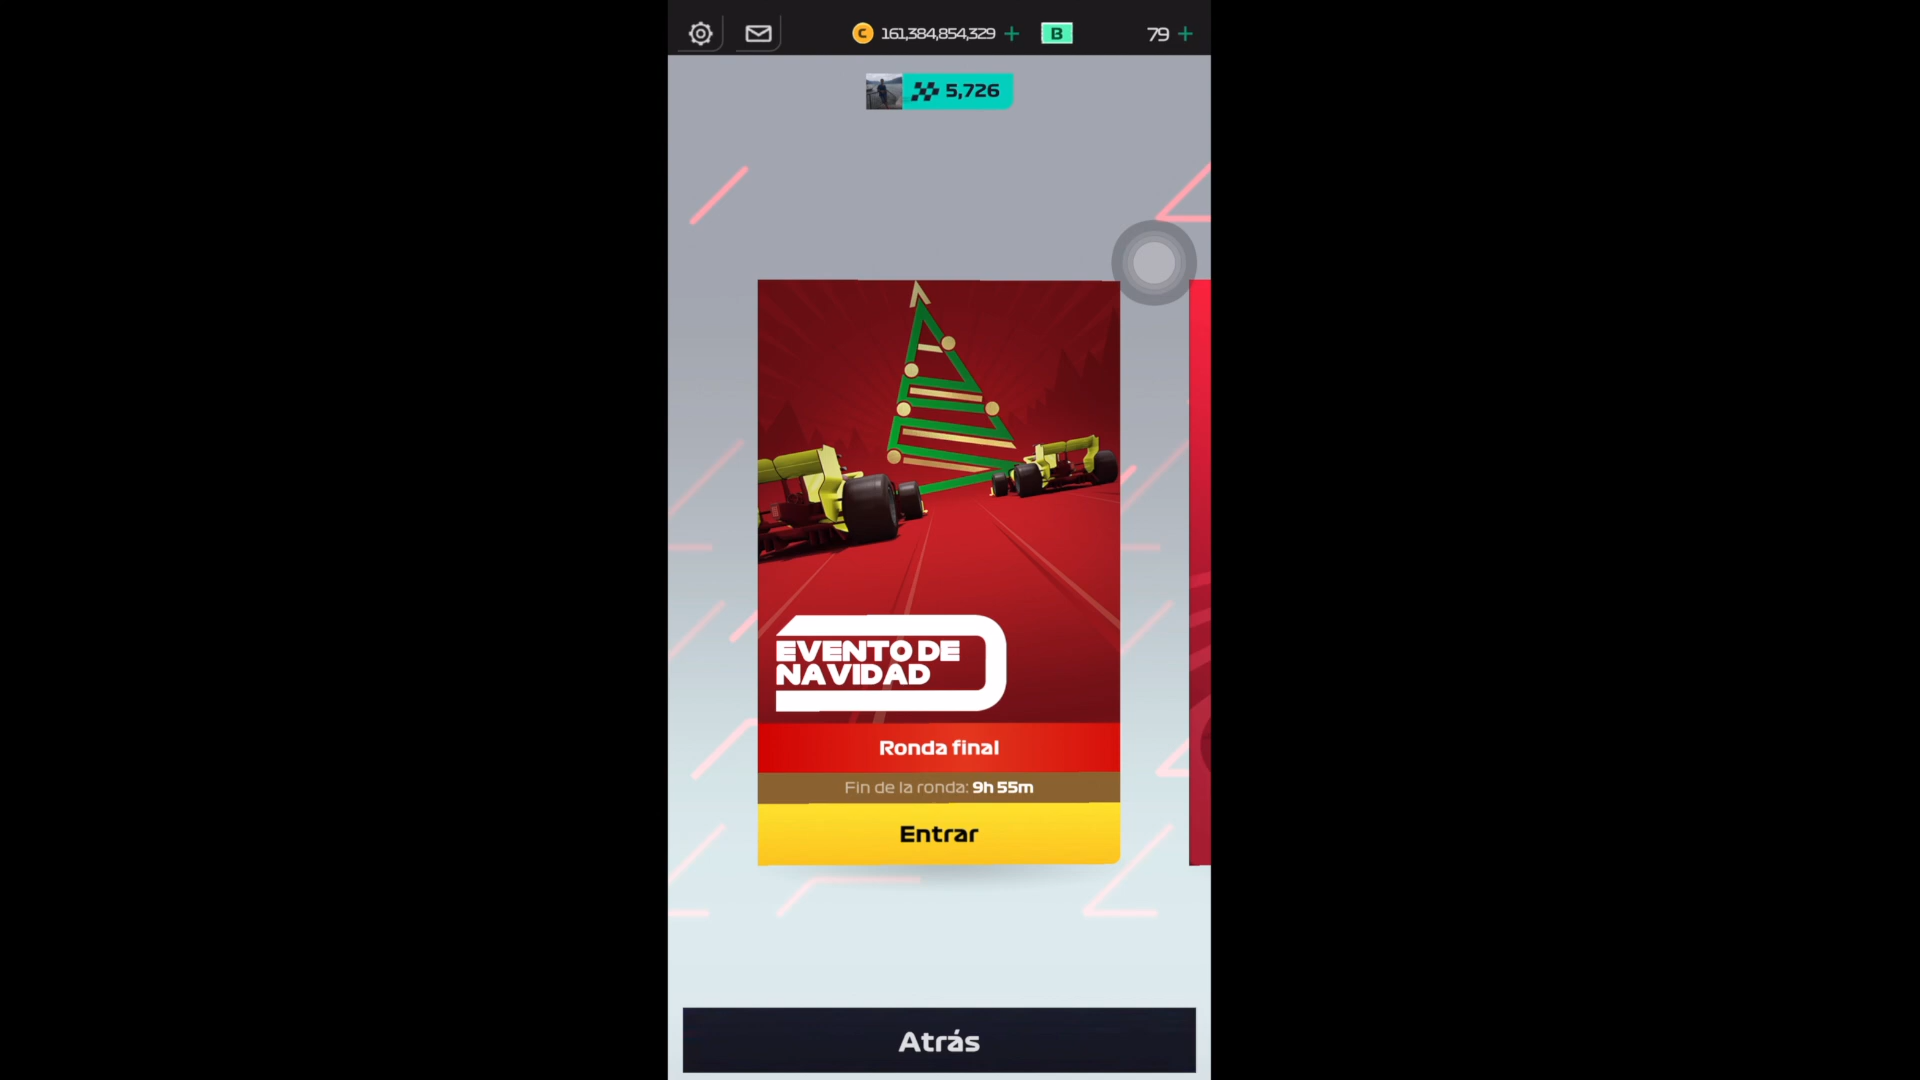 C 161,384,854,329 + B 79 +
5,726
EVENTO DE
NAVIDAD
Ronda final
Fin de la ronda: 9h 55m
Entrar
Atrás